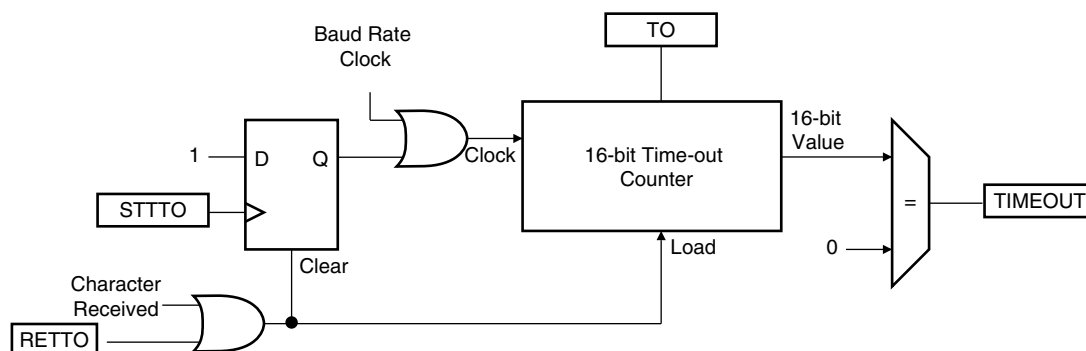 TO
Baud Rate
Clock
16-bit
Value
1
D
Q
Clock
16-bit Time-out
Counter
STTTO
=
TIMEOUT
Clear
Load
0
Character
Received
RETTO